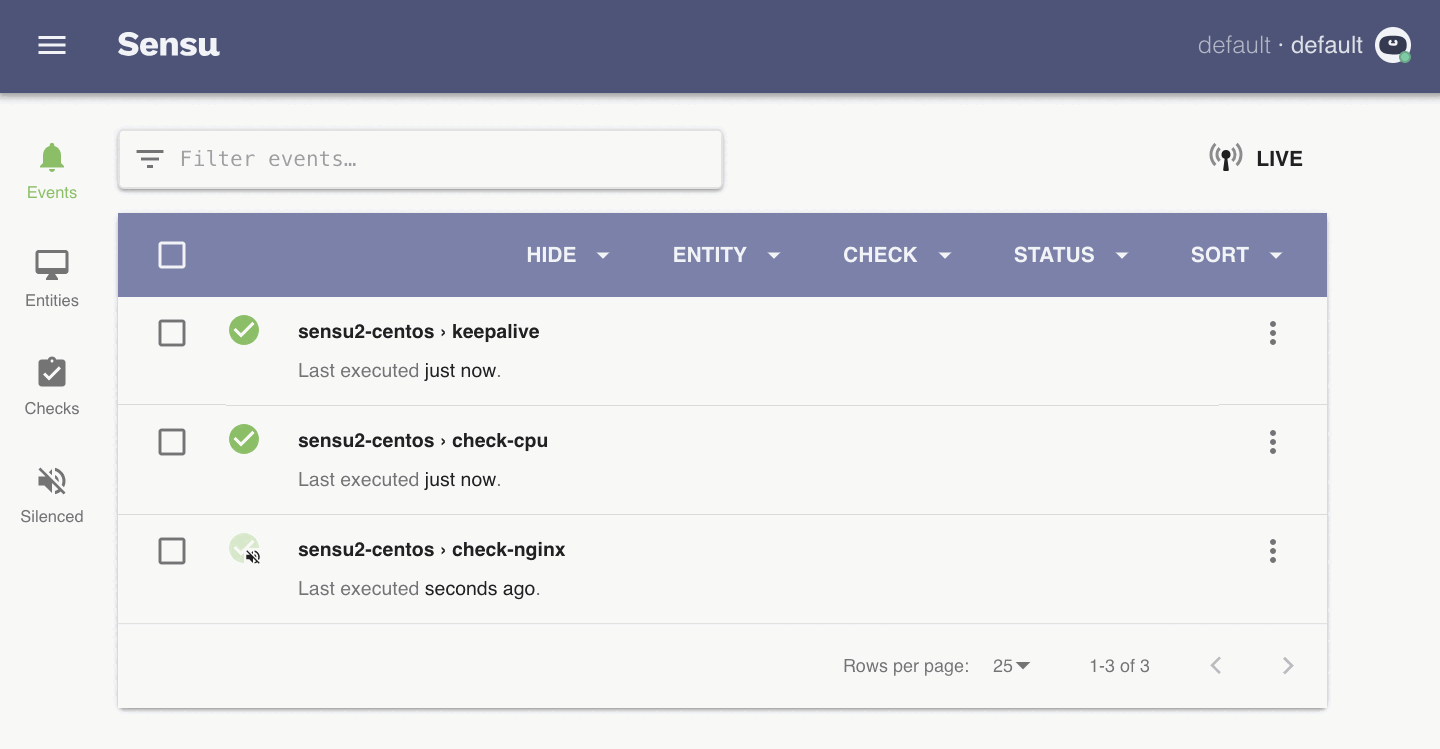 Sensu
default · default
Events
Filter events…
LIVE
HIDE ENTITY CHECK STATUS SORT
Entities
sensu2-centos › keepalive
Last executed just now.
Checks
sensu2-centos › check-cpu
Last executed just now.
Silenced
sensu2-centos › check-nginx
Last executed seconds ago.
Rows per page: 25 1-3 of 3